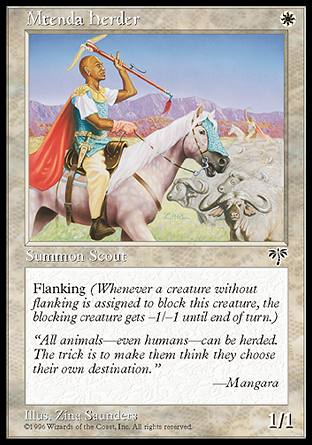 Mtenda Herder
Summon Scout
Flanking (Whenever a creature without
flanking is assigned to block this creature, the
blocking creature gets –1/–1 until end of turn.)
“All animals—even humans—can be herded.
The trick is to make them think they choose
their own destination.”
—Mangara
Illus. Zina Saunders
©1996 Wizards of the Coast, Inc. All rights reserved.
1/1